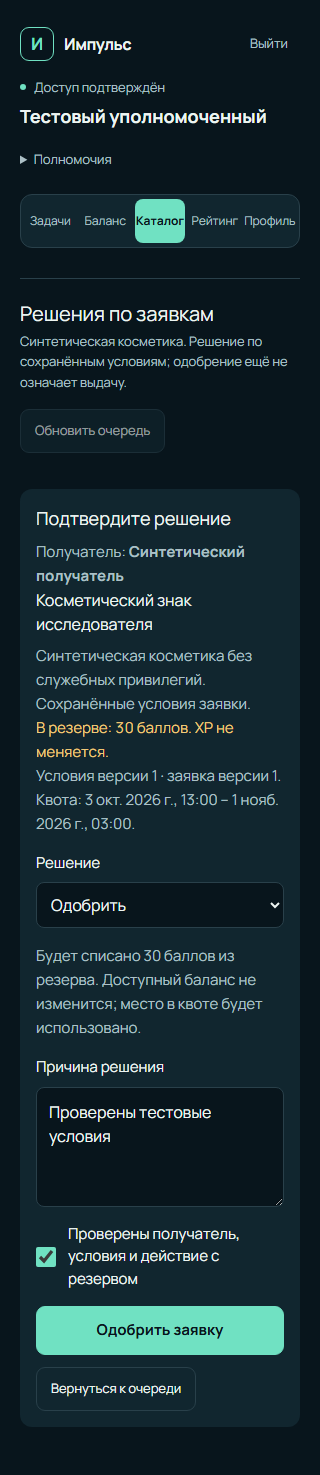 И Импульс Выйти
Доступ подтверждён
Тестовый уполномоченный
Полномочия
Задачи Баланс Каталог Рейтинг Профиль
Решения по заявкам
Синтетическая косметика. Решение по
сохранённым условиям; одобрение ещё не
означает выдачу.
Обновить очередь
Подтвердите решение
Получатель: Синтетический
получатель
Косметический знак
исследователя
Синтетическая косметика без
служебных привилегий.
Сохранённые условия заявки.
В резерве: 30 баллов. XP не
меняется.
Условия версии 1 · заявка версии 1.
Квота: 3 окт. 2026 г., 13:00 – 1 нояб.
2026 г., 03:00.
Решение
Одобрить
Будет списано 30 баллов из
резерва. Доступный баланс не
изменится; место в квоте будет
использовано.
Причина решения
Проверены тестовые
условия
Проверены получатель,
условия и действие с
резервом
Одобрить заявку
Вернуться к очереди